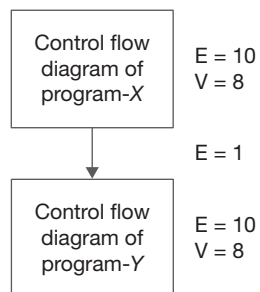 Control flow
diagram of
program-X
E = 10
V = 8
E = 1
Control flow
diagram of
program-Y
E = 10
V = 8